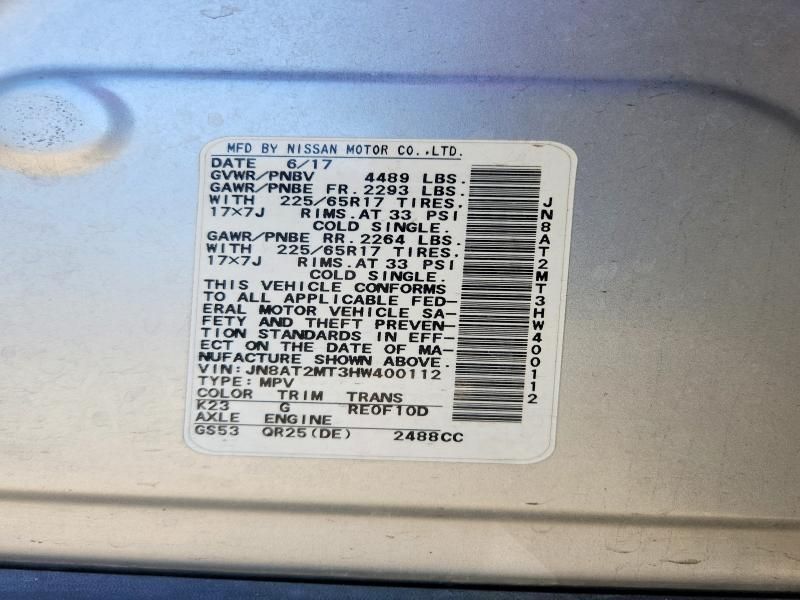 MFD BY NISSAN MOTOR CO.,LTD.
DATE 6/17
GVWR/PNBV 4489 LBS.
GAWR/PNBE FR. 2293 LBS.
WITH 225/65R17 TIRES.
17×7J RIMS.AT 33 PSI
COLD SINGLE.
GAWR/PNBE RR. 2264 LBS.
WITH 225/65R17 TIRES.
17×7J RIMS.AT 33 PSI
COLD SINGLE.
THIS VEHICLE CONFORMS
TO ALL APPLICABLE FED-
ERAL MOTOR VEHICLE SA-
FETY AND THEFT PREVEN-
TION STANDARDS IN EFF-
ECT ON THE DATE OF MA-
NUFACTURE SHOWN ABOVE.
VIN: JN8AT2MT3HW400112
TYPE: MPV
COLOR TRIM TRANS
K23 G RE0F10D
AXLE ENGINE
GS53 QR25(DE) 2488CC
JN8AT2MT3HW400112